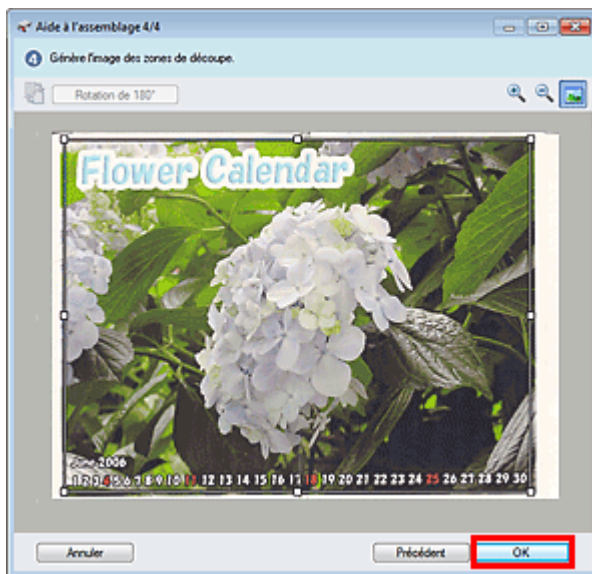 Aide à l'assemblage 4/4
4 Génère l'image des zones de découpe.
Rotation de 180°
Flower Calendar
June 2006
1 2 3 4 5 6 7 8 9 10 11 12 13 14 15 16 17 18 19 20 21 22 23 24 25 26 27 28 29 30
Annuler Précédent OK